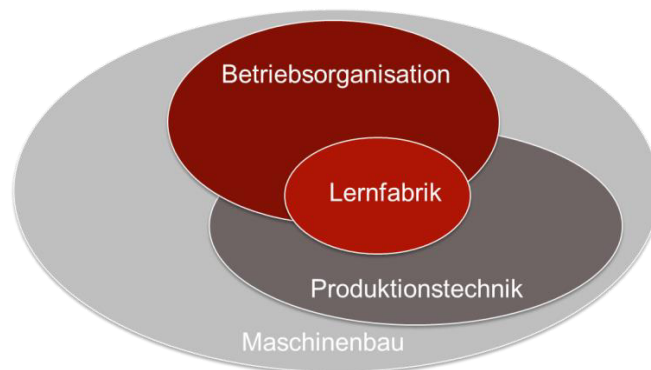 Betriebsorganisation
Lernfabrik
Produktionstechnik
Maschinenbau